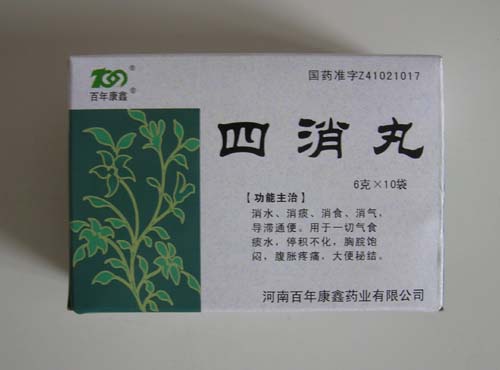 国药准字Z41021017
百年康鑫®
四消丸
6克×10袋
【功能主治】
消水、消痰、消食、消气，
导滞通便。用于一切气食
痰水，停积不化，胸脘饱
闷，腹胀疼痛，大便秘结。
河南百年康鑫药业有限公司